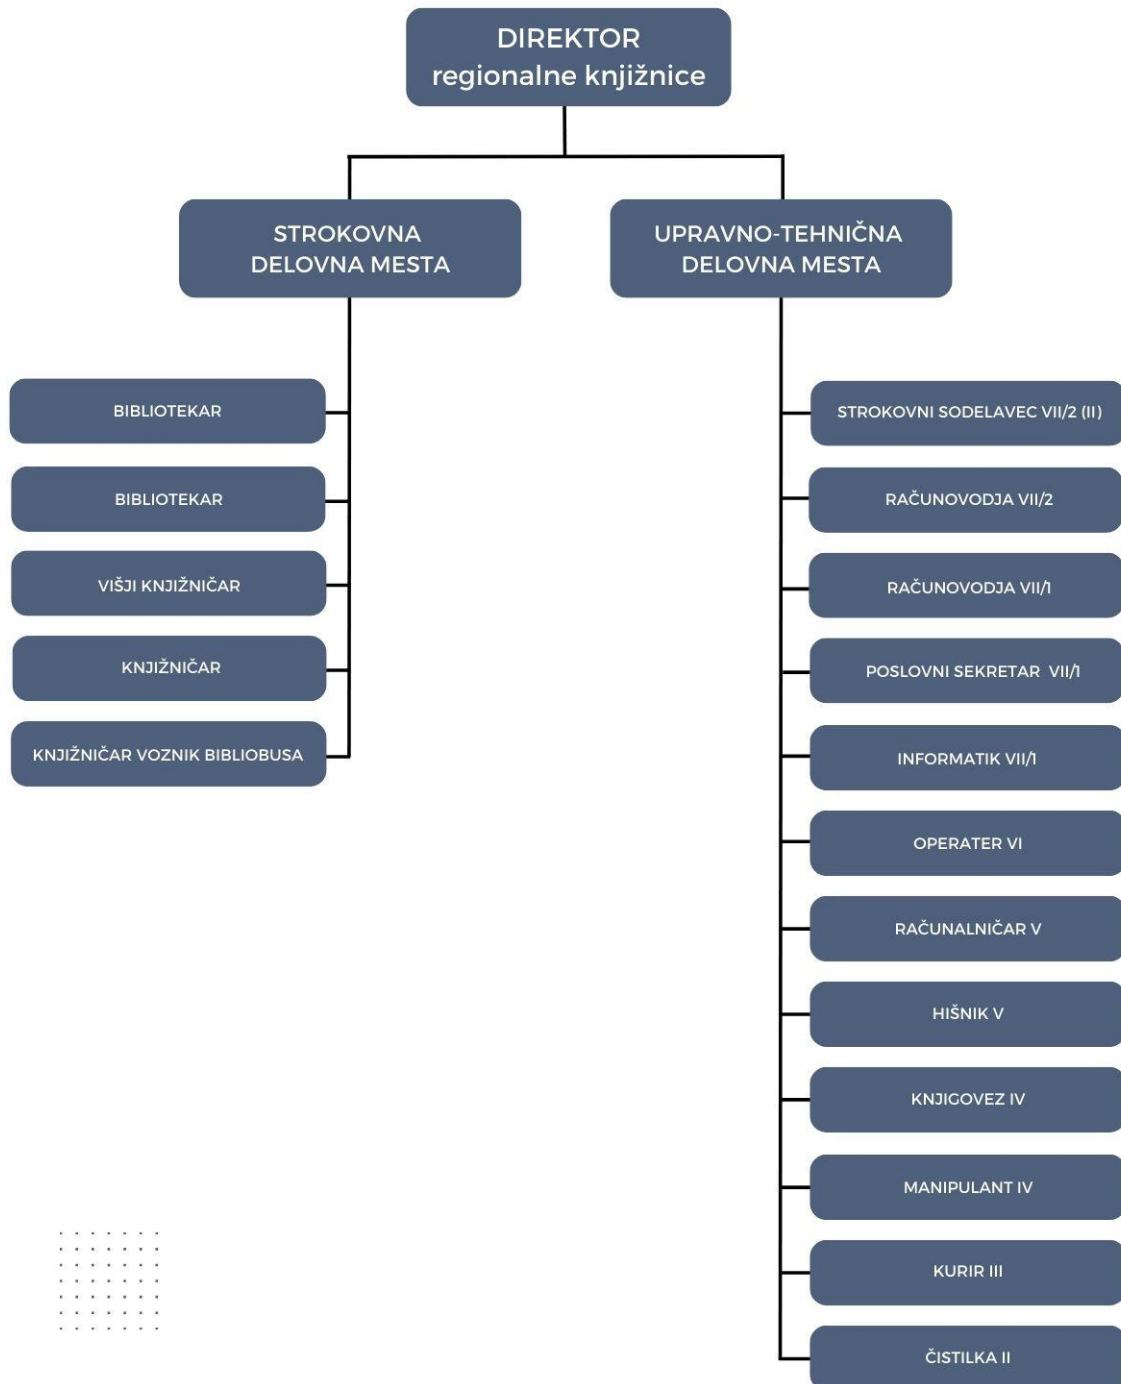 DIREKTOR
regionalne knjižnice
STROKOVNA
DELOVNA MESTA
BIBLIOTEKAR
BIBLIOTEKAR
VIŠJI KNJIŽNIČAR
KNJIŽNIČAR
KNJIŽNIČAR VOZNIK BIBLIOBUSA
UPRAVNO-TEHNIČNA
DELOVNA MESTA
STROKOVNI SODELAVEC VII/2 (II)
RAČUNOVODJA VII/2
RAČUNOVODJA VII/1
POSLOVNI SEKRETAR VII/1
INFORMATIK VII/1
OPERATER VI
RAČUNALNIČAR V
HIŠNIK V
KNJIGOVEZ IV
MANIPULANT IV
KURIR III
ČISTILKA II